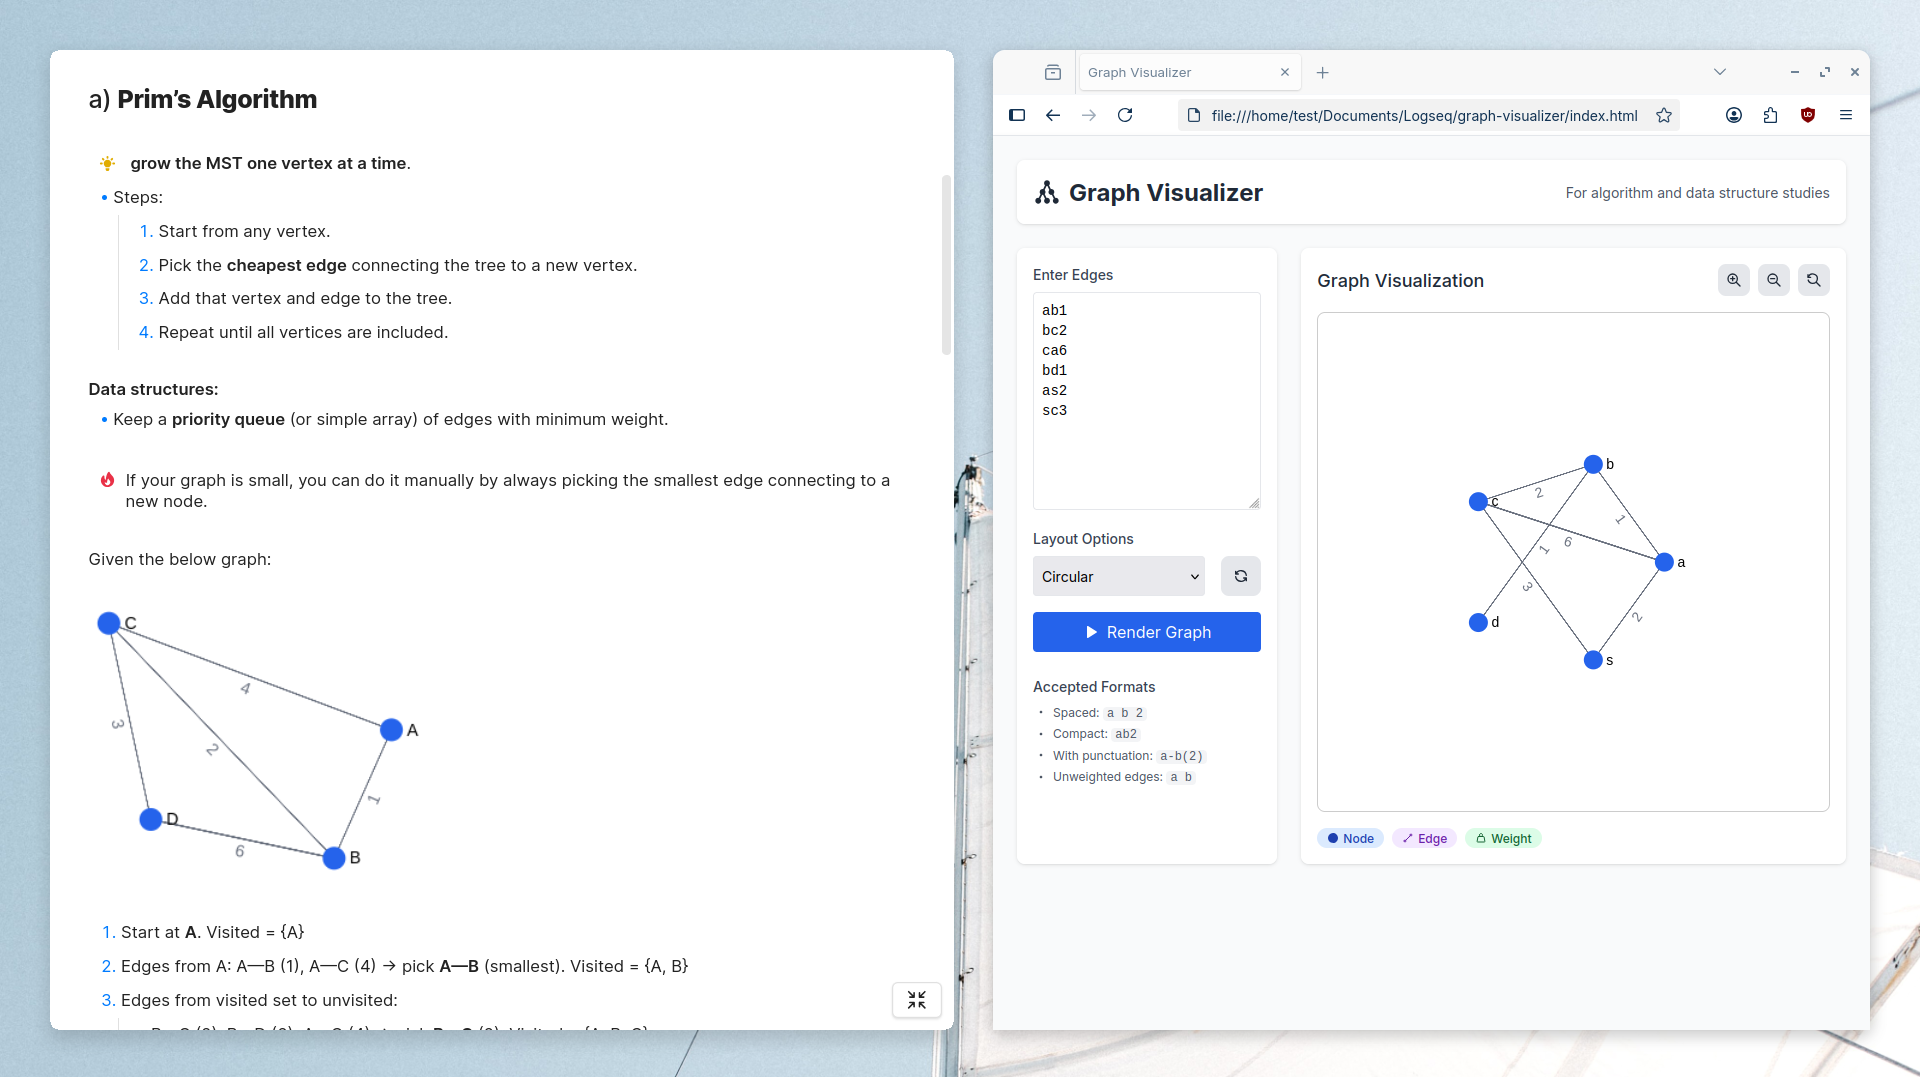 a) Prim's Algorithm
grow the MST one vertex at a time.
• Steps:
1. Start from any vertex.
2. Pick the cheapest edge connecting the tree to a new vertex.
3. Add that vertex and edge to the tree.
4. Repeat until all vertices are included.
Data structures:
• Keep a priority queue (or simple array) of edges with minimum weight.
If your graph is small, you can do it manually by always picking the smallest edge connecting to a
new node.
Given the below graph:
C
4
3
2
A
1
D
6
B
1. Start at A. Visited = {A}
2. Edges from A: A—B (1), A—C (4) → pick A—B (smallest). Visited = {A, B}
3. Edges from visited set to unvisited:
Graph Visualizer
file:///home/test/Documents/Logseq/graph-visualizer/index.html
Graph Visualizer
For algorithm and data structure studies
Enter Edges
ab1
bc2
ca6
bd1
as2
sc3
Layout Options
Circular
Render Graph
Accepted Formats
• Spaced: a b 2
• Compact: ab2
• With punctuation: a-b(2)
• Unweighted edges: a b
Graph Visualization
b
2
c
1
6
1
a
3
2
d
s
Node Edge Weight